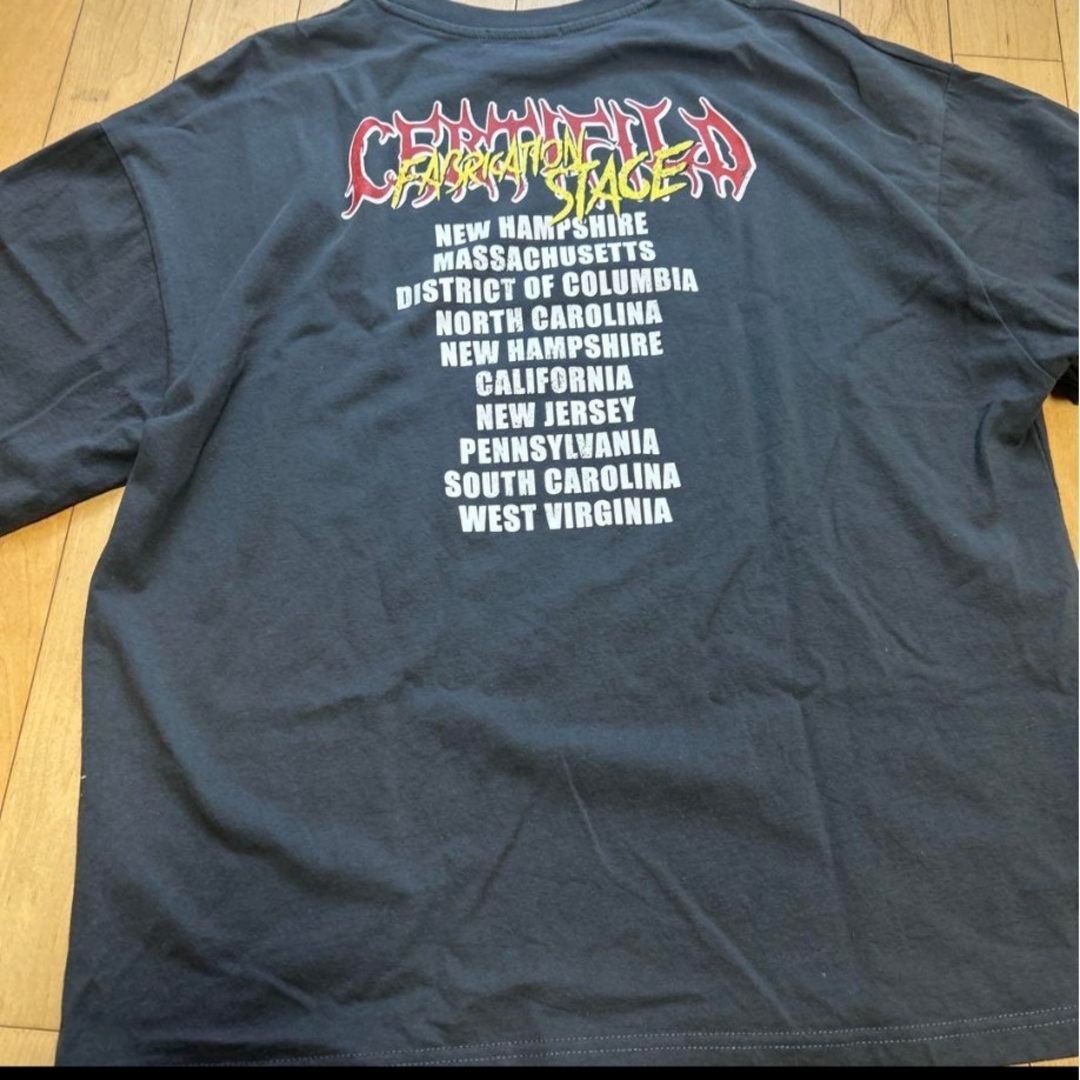 CERTIFIED
FABRICATION
STAGE
NEW HAMPSHIRE
MASSACHUSETTS
DISTRICT OF COLUMBIA
NORTH CAROLINA
NEW HAMPSHIRE
CALIFORNIA
NEW JERSEY
PENNSYLVANIA
SOUTH CAROLINA
WEST VIRGINIA